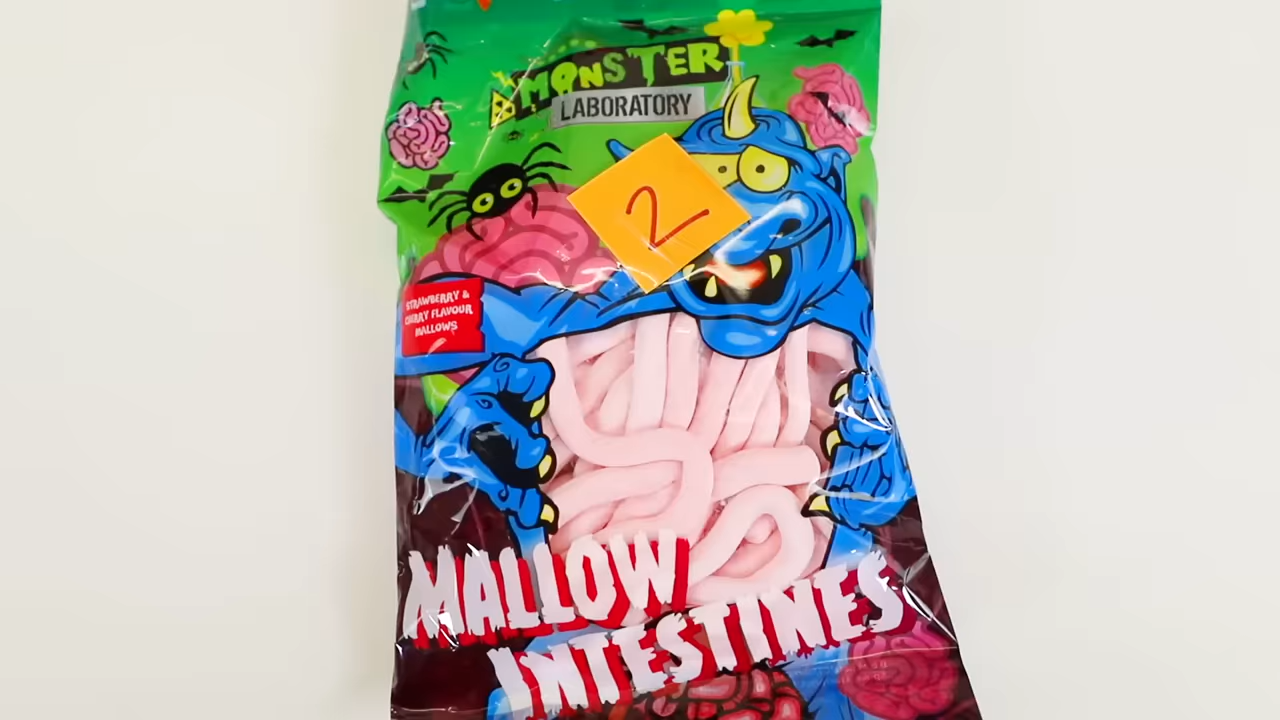 MONSTER
LABORATORY
2
STRAWBERRY &
CHERRY FLAVOUR
MALLOWS
MALLOW
INTESTINES